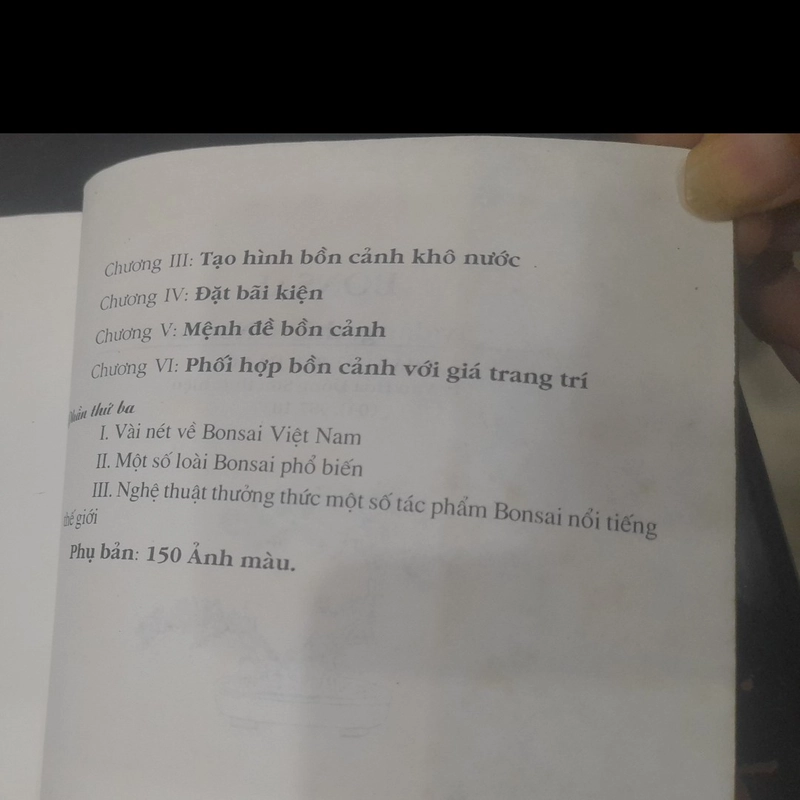 Chương III: Tạo hình bồn cảnh khô nước
Chương IV: Đặt bãi kiện
Chương V: Mệnh đề bồn cảnh
Chương VI: Phối hợp bồn cảnh với giá trang trí
Phần thứ ba
I. Vài nét về Bonsai Việt Nam
II. Một số loài Bonsai phổ biến
III. Nghệ thuật thưởng thức một số tác phẩm Bonsai nổi tiếng
thế giới
Phụ bản: 150 Ảnh màu.